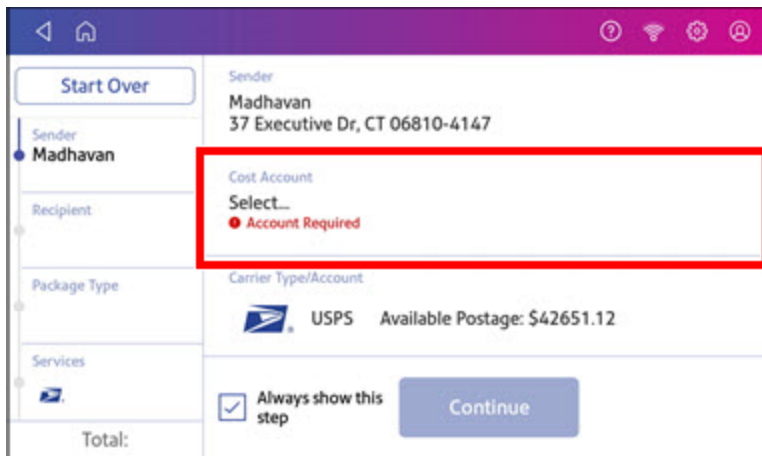 Start Over
Sender
Madhavan
Recipient
Package Type
Services
Total:
Sender
Madhavan
37 Executive Dr, CT 06810-4147
Cost Account
Select...
Account Required
Carrier Type/Account
USPS Available Postage: $42651.12
Always show this
step
Continue